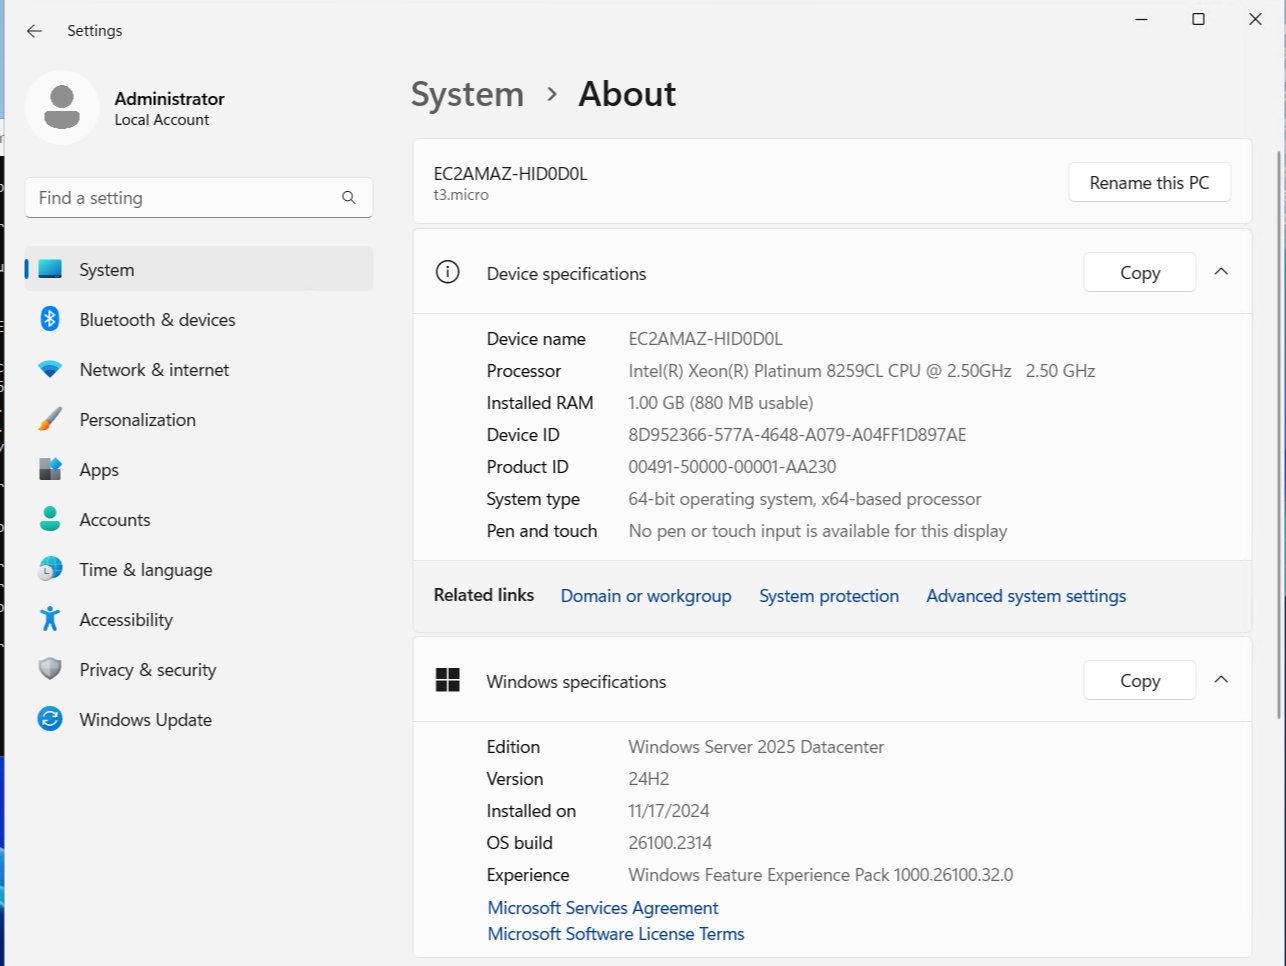 Settings
Administrator
Local Account
Find a setting
System
Bluetooth & devices
Network & internet
Personalization
Apps
Accounts
Time & language
Accessibility
Privacy & security
Windows Update
System > About
EC2AMAZ-HID0D0L
t3.micro
Rename this PC
Device specifications
Copy
Device name EC2AMAZ-HID0D0L
Processor Intel(R) Xeon(R) Platinum 8259CL CPU @ 2.50GHz 2.50 GHz
Installed RAM 1.00 GB (880 MB usable)
Device ID 8D952366-577A-4648-A079-A04FF1D897AE
Product ID 00491-50000-00001-AA230
System type 64-bit operating system, x64-based processor
Pen and touch No pen or touch input is available for this display
Related links Domain or workgroup System protection Advanced system settings
Windows specifications
Copy
Edition Windows Server 2025 Datacenter
Version 24H2
Installed on 11/17/2024
OS build 26100.2314
Experience Windows Feature Experience Pack 1000.26100.32.0
Microsoft Services Agreement
Microsoft Software License Terms